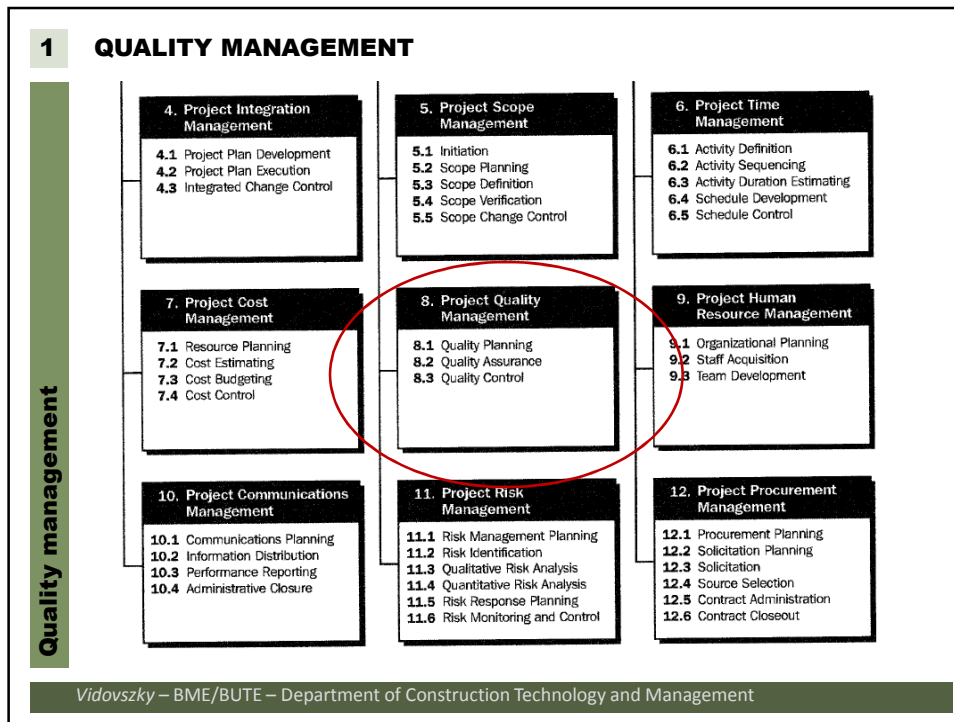 1 QUALITY MANAGEMENT
Quality management
4. Project Integration
Management
4.1 Project Plan Development
4.2 Project Plan Execution
4.3 Integrated Change Control
5. Project Scope
Management
5.1 Initiation
5.2 Scope Planning
5.3 Scope Definition
5.4 Scope Verification
5.5 Scope Change Control
6. Project Time
Management
6.1 Activity Definition
6.2 Activity Sequencing
6.3 Activity Duration Estimating
6.4 Schedule Development
6.5 Schedule Control
7. Project Cost
Management
7.1 Resource Planning
7.2 Cost Estimating
7.3 Cost Budgeting
7.4 Cost Control
8. Project Quality
Management
8.1 Quality Planning
8.2 Quality Assurance
8.3 Quality Control
9. Project Human
Resource Management
9.1 Organizational Planning
9.2 Staff Acquisition
9.3 Team Development
10. Project Communications
Management
10.1 Communications Planning
10.2 Information Distribution
10.3 Performance Reporting
10.4 Administrative Closure
11. Project Risk
Management
11.1 Risk Management Planning
11.2 Risk Identification
11.3 Qualitative Risk Analysis
11.4 Quantitative Risk Analysis
11.5 Risk Response Planning
11.6 Risk Monitoring and Control
12. Project Procurement
Management
12.1 Procurement Planning
12.2 Solicitation Planning
12.3 Solicitation
12.4 Source Selection
12.5 Contract Administration
12.6 Contract Closeout
Vidovszky – BME/BUTE – Department of Construction Technology and Management